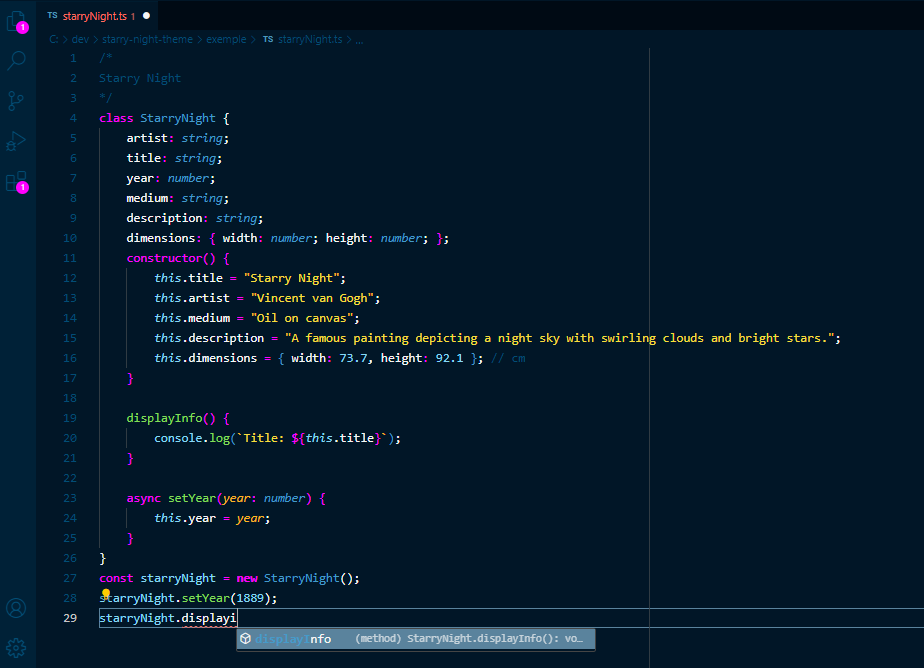 1
TS starryNight.ts 1
C: > dev > starry-night-theme > exemple > TS starryNight.ts > ...
1 /*
2 Starry Night
3 */
4 class StarryNight {
5     artist: string;
6     title: string;
7     year: number;
8     medium: string;
9     description: string;
10     dimensions: { width: number; height: number; };
11     constructor() {
12         this.title = "Starry Night";
13         this.artist = "Vincent van Gogh";
14         this.medium = "Oil on canvas";
15         this.description = "A famous painting depicting a night sky with swirling clouds and bright stars.";
16         this.dimensions = { width: 73.7, height: 92.1 }; // cm
17     }
18
19     displayInfo() {
20         console.log(`Title: ${this.title}`);
21     }
22
23     async setYear(year: number) {
24         this.year = year;
25     }
26 }
27 const starryNight = new StarryNight();
28 starryNight.setYear(1889);
29 starryNight.displayi
displayInfo (method) StarryNight.displayInfo(): vo…
1